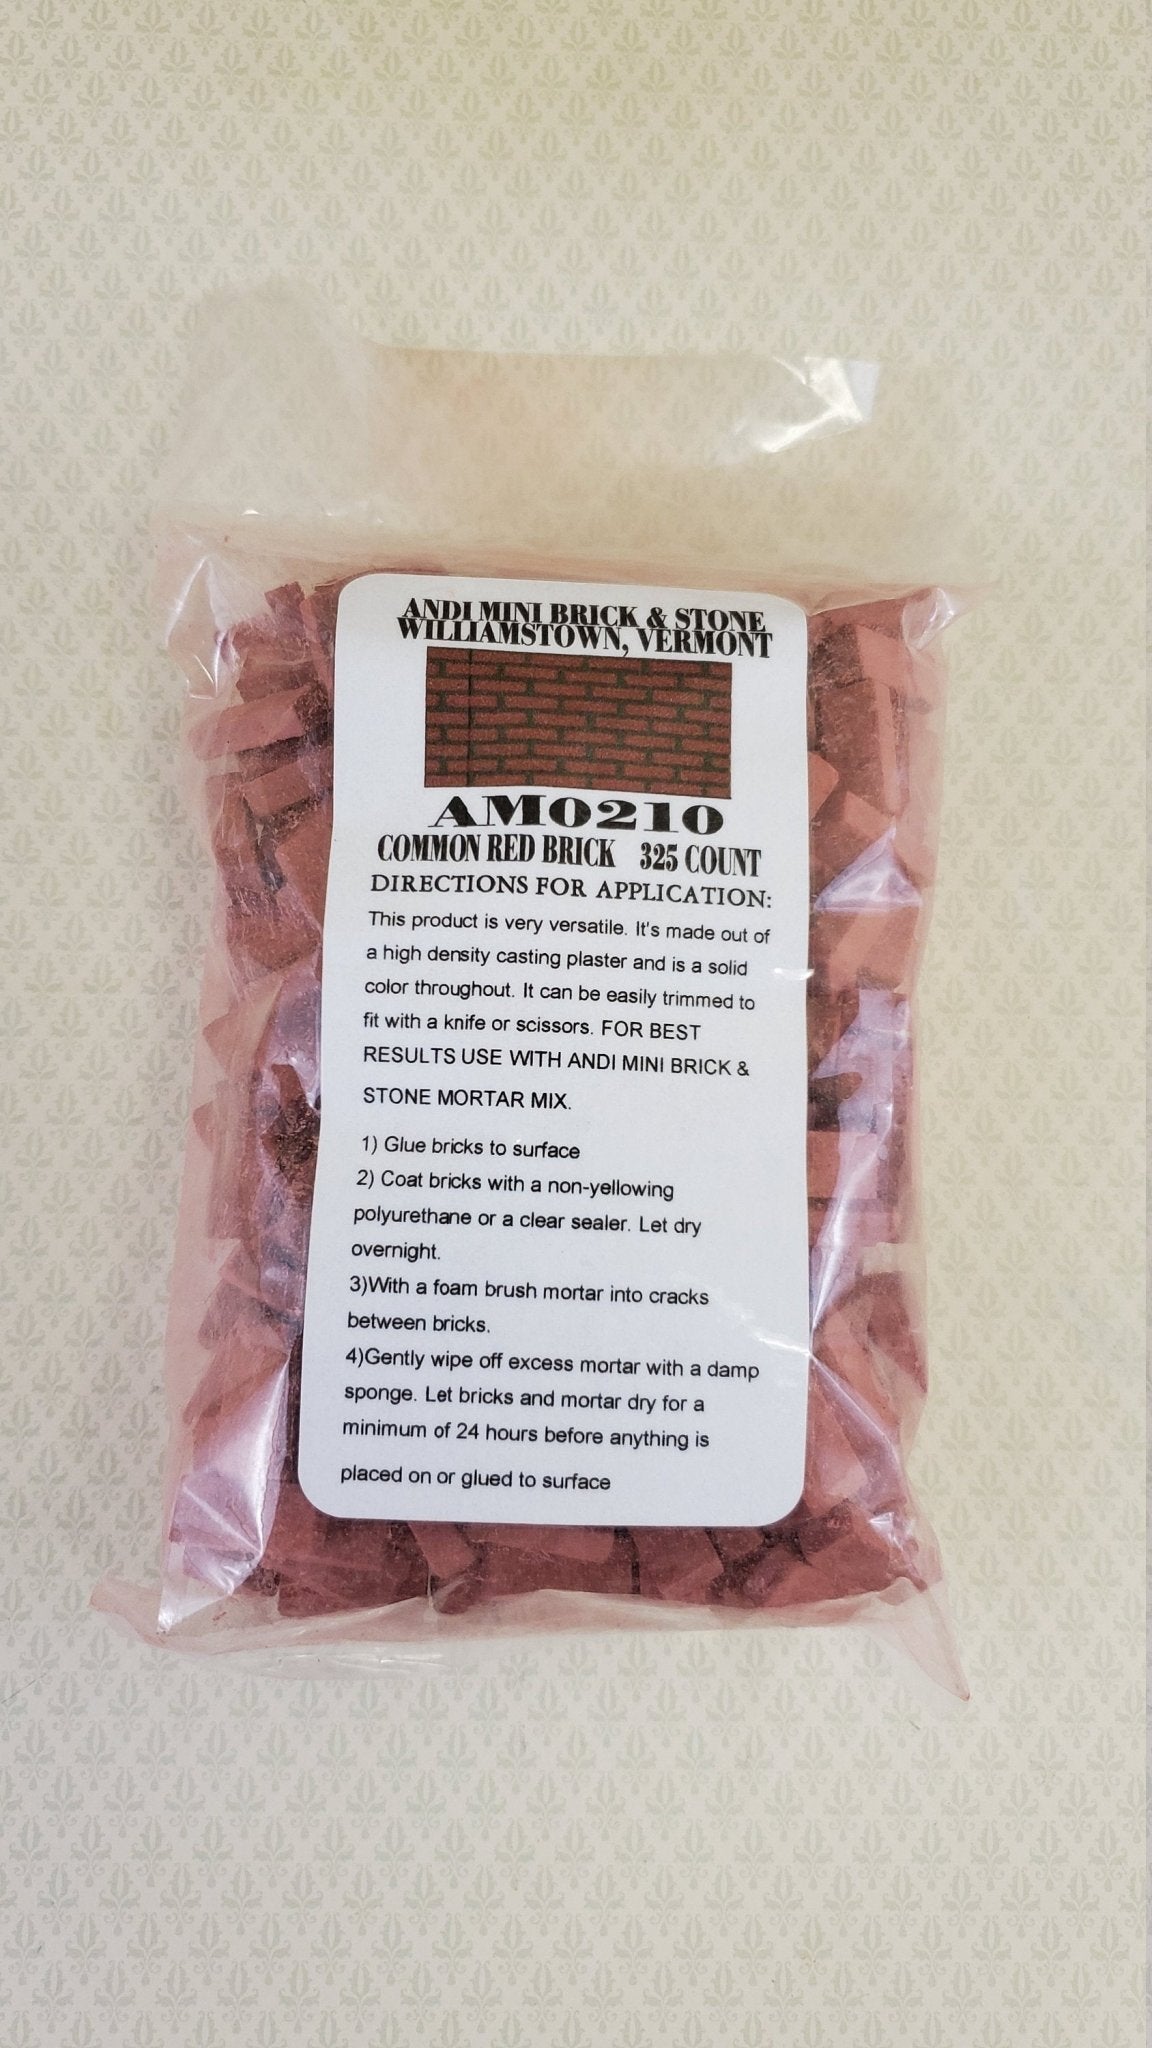 ANDI MINI BRICK & STONE
WILLIAMSTOWN, VERMONT
AM0210
COMMON RED BRICK 325 COUNT
DIRECTIONS FOR APPLICATION:
This product is very versatile. It's made out of
a high density casting plaster and is a solid
color throughout. It can be easily trimmed to
fit with a knife or scissors. FOR BEST
RESULTS USE WITH ANDI MINI BRICK &
STONE MORTAR MIX.
1) Glue bricks to surface
2) Coat bricks with a non-yellowing
polyurethane or a clear sealer. Let dry
overnight.
3)With a foam brush mortar into cracks
between bricks.
4)Gently wipe off excess mortar with a damp
sponge. Let bricks and mortar dry for a
minimum of 24 hours before anything is
placed on or glued to surface